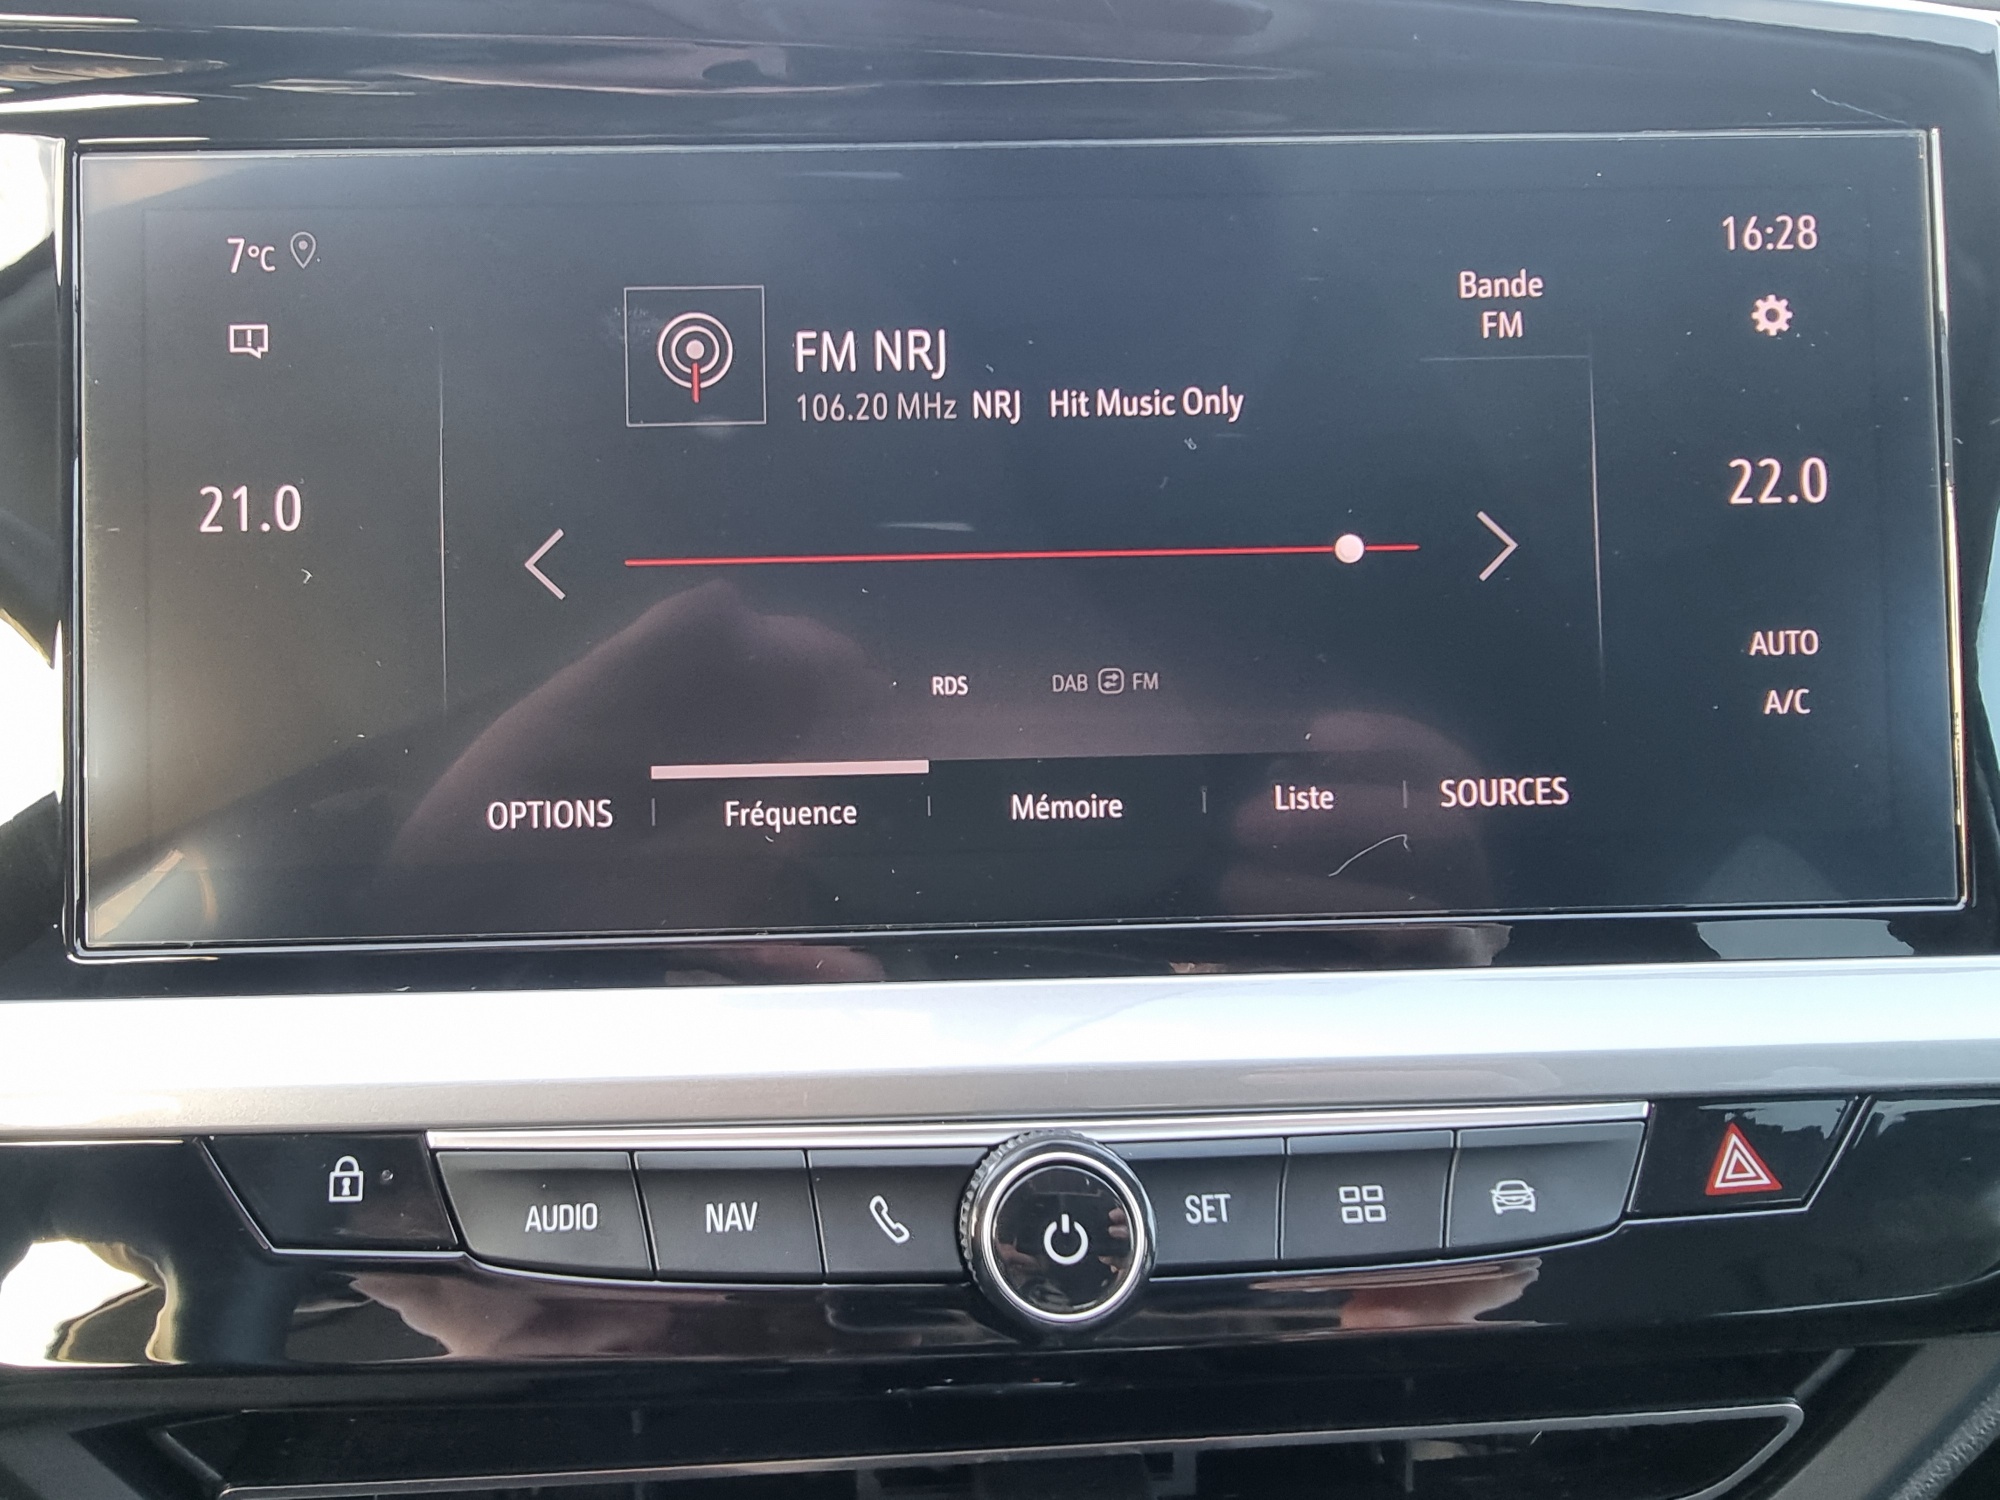 7°C
16:28
Bande
FM
FM NRJ
106.20 MHz NRJ Hit Music Only
21.0
22.0
AUTO
RDS
DAB FM
A/C
OPTIONS
Fréquence
Mémoire
Liste
SOURCES
AUDIO
NAV
SET